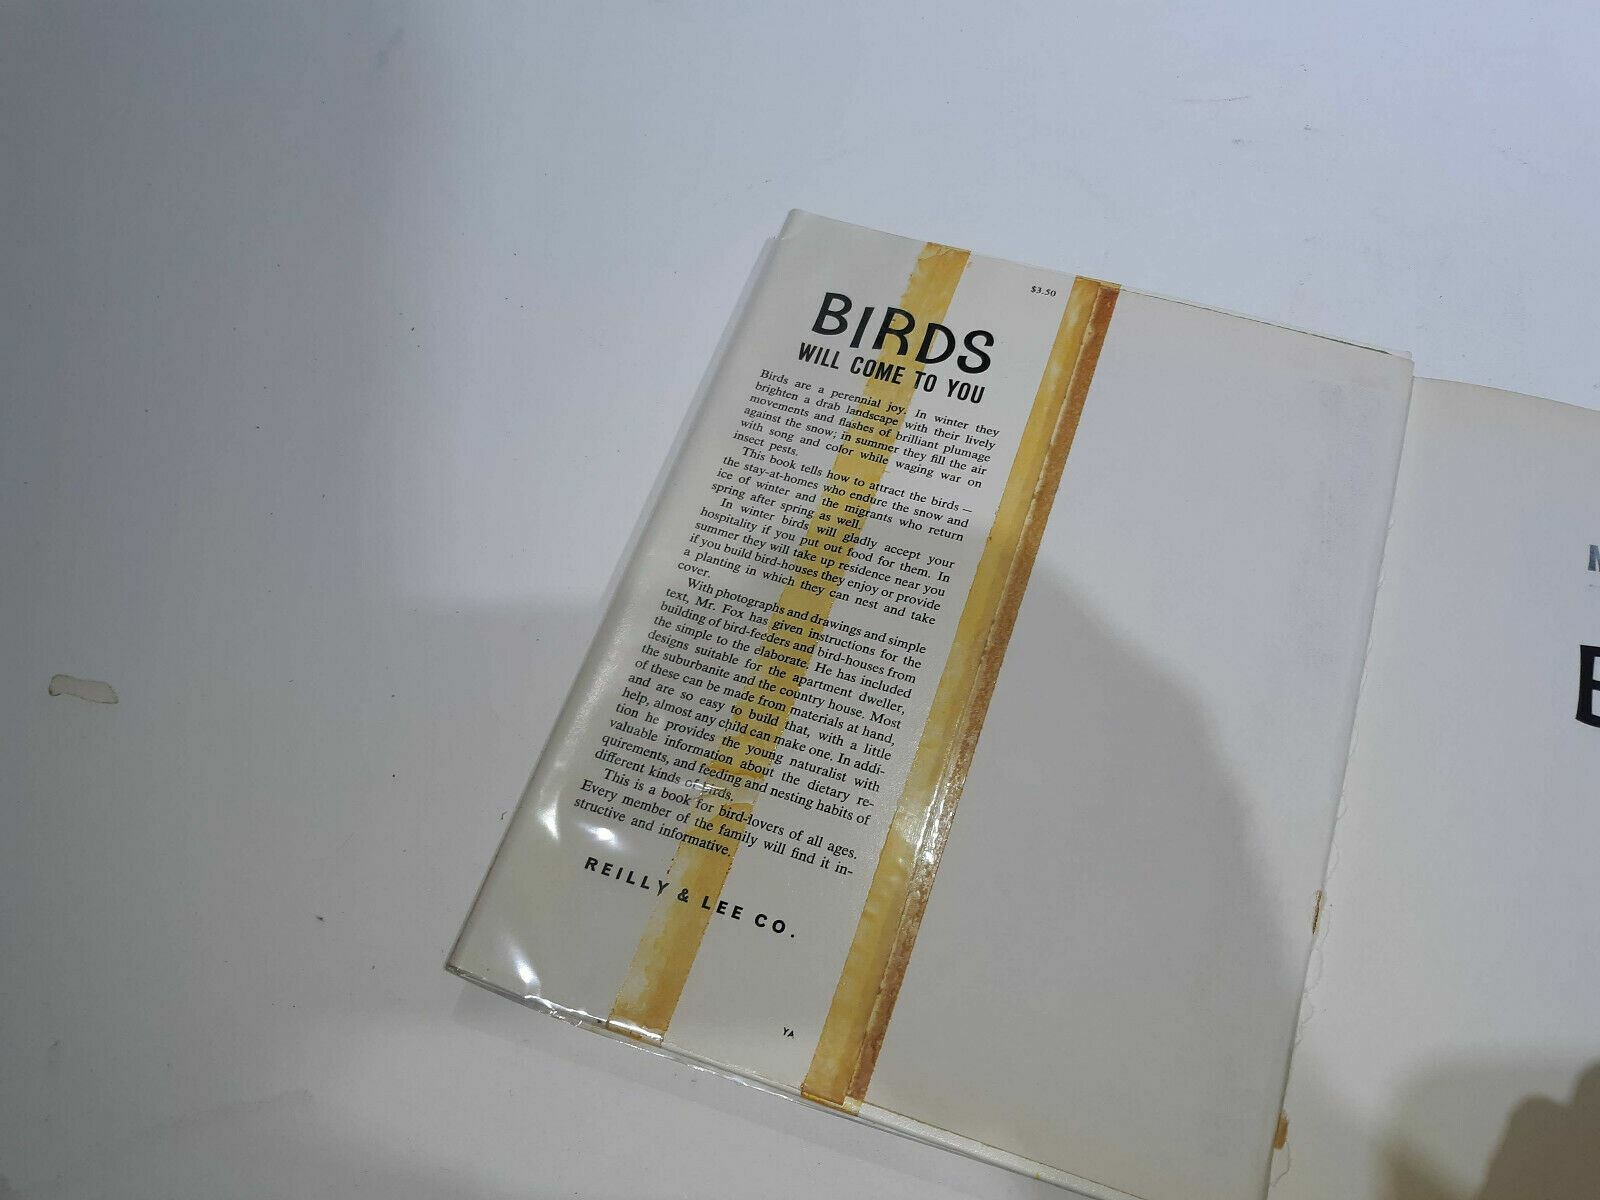 $3.50
BIRDS
WILL COME TO YOU
Birds are a perennial joy. In winter they
brighten a drab landscape with their lively
movements and flashes of brilliant plumage
against the snow; in summer they fill the air
with song and color while waging war on
insect pests.
This book tells how to attract the birds —
the stay-at-homes who endure the snow and
ice of winter and the migrants who return
spring after spring as well.
In winter birds will gladly accept your
hospitality if you put out food for them. In
summer they will take up residence near you
if you build bird-houses they enjoy or provide
a planting in which they can nest and take
cover.
With photographs and drawings and simple
text, Mr. Fox has given instructions for the
building of bird-feeders and bird-houses from
the simple to the elaborate. He has included
designs suitable for the apartment dweller,
the suburbanite and the country house. Most
of these can be made from materials at hand,
and are so easy to build that, with a little
help, almost any child can make one. In addi-
tion he provides the young naturalist with
valuable information about the dietary re-
quirements, and feeding and nesting habits of
different kinds of birds.
This is a book for bird-lovers of all ages.
Every member of the family will find it in-
structive and informative.
REILLY & LEE CO.
YA